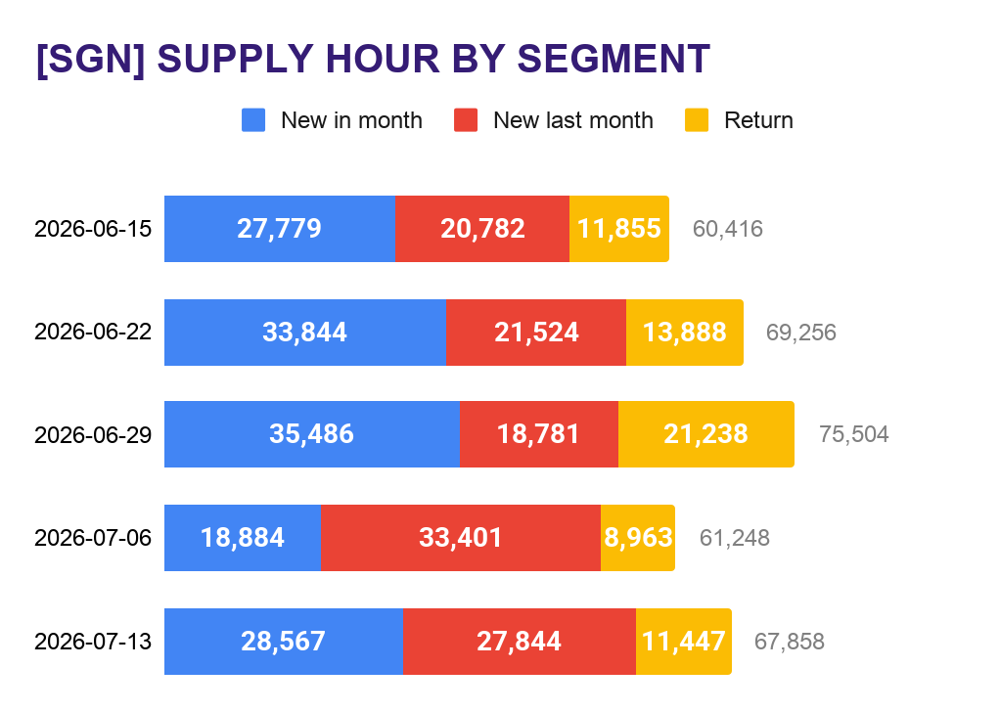 [SGN] SUPPLY HOUR BY SEGMENT
New in month New last month Return
2026-06-15 27,779 20,782 11,855 60,416
2026-06-22 33,844 21,524 13,888 69,256
2026-06-29 35,486 18,781 21,238 75,504
2026-07-06 18,884 33,401 8,963 61,248
2026-07-13 28,567 27,844 11,447 67,858